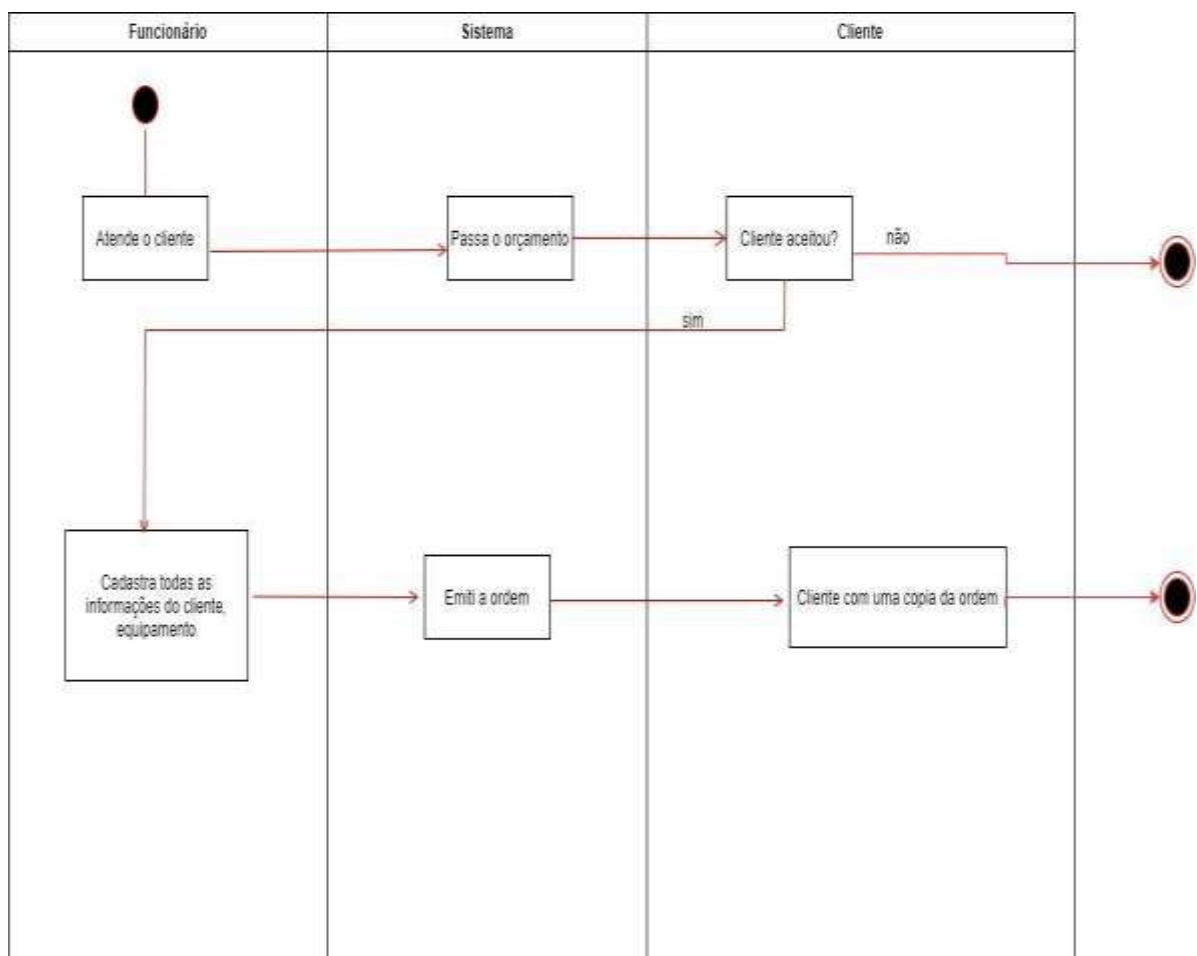 Funcionário
Sistema
Cliente
Atende o cliente
Passa o orçamento
Cliente aceitou?
não
sim
Cadastra todas as
informações do cliente,
equipamento
Emiti a ordem
Cliente com uma copia da ordem